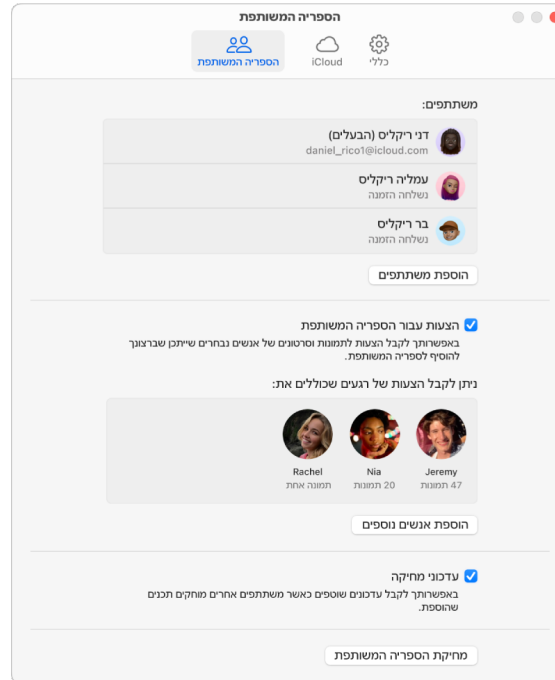 הספריה המשותפת
כללי
iCloud
הספריה המשותפת
משתתפים:
דני ריקליס (הבעלים)
daniel_rico1@icloud.com
עמליה ריקליס
נשלחה הזמנה
בר ריקליס
נשלחה הזמנה
הוספת משתתפים
הצעות עבור הספריה המשותפת
באפשרותך לקבל הצעות לתמונות וסרטונים של אנשים נבחרים שייתכן שברצונך
להוסיף לספריה המשותפת.
ניתן לקבל הצעות של רגעים שכוללים את:
Jeremy
47 תמונות
Nia
20 תמונות
Rachel
תמונה אחת
הוספת אנשים נוספים
עדכוני מחיקה
באפשרותך לקבל עדכונים שוטפים כאשר משתתפים אחרים מוחקים תכנים
שהוספת.
מחיקת הספריה המשותפת